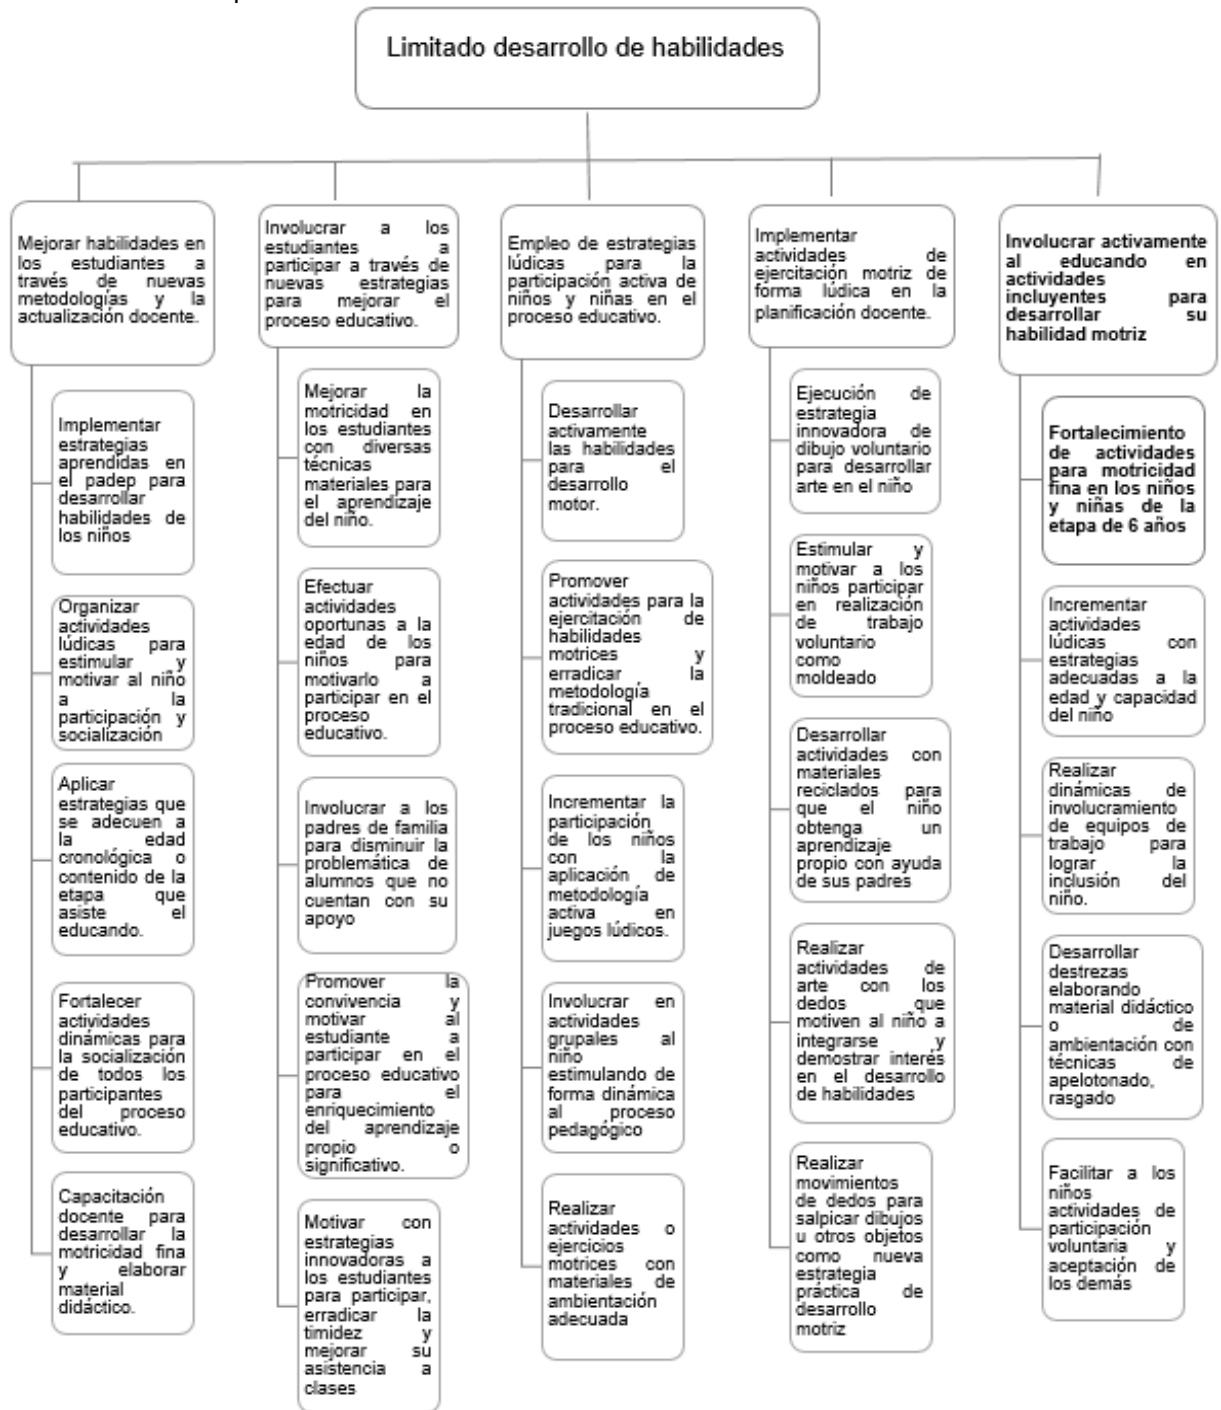 Limitado desarrollo de habilidades
Mejorar habilidades en
los estudiantes a
través de nuevas
metodologías y la
actualización docente.
Implementar
estrategias
aprendidas en
el padep para
desarrollar
habilidades de
los niños
Organizar
actividades
lúdicas para
estimular y
motivar al niño
a la
participación y
socialización
Aplicar
estrategias que
se adecuen a
la edad
cronológica o
contenido de la
etapa que
asiste el
educando.
Fortalecer
actividades
dinámicas para
la socialización
de todos los
participantes
del proceso
educativo.
Capacitación
docente para
desarrollar la
motricidad fina
y elaborar
material
didáctico.
Involucrar a los
estudiantes a
participar a través de
nuevas estrategias
para mejorar el
proceso educativo.
Mejorar la
motricidad en
los estudiantes
con diversas
técnicas
materiales para
el aprendizaje
del niño.
Efectuar
actividades
oportunas a la
edad de los
niños para
motivarlo a
participar en el
proceso
educativo.
Involucrar a los
padres de familia
para disminuir la
problemática de
alumnos que no
cuentan con su
apoyo
Promover la
convivencia y
motivar al
estudiante a
participar en el
proceso educativo
para el
enriquecimiento
del aprendizaje
propio o
significativo.
Motivar con
estrategias
innovadoras a
los estudiantes
para participar,
erradicar la
timidez y
mejorar su
asistencia a
clases
Empleo de estrategias
lúdicas para la
participación activa de
niños y niñas en el
proceso educativo.
Desarrollar
activamente
las habilidades
para el
desarrollo
motor.
Promover
actividades para la
ejercitación de
habilidades
motrices y
erradicar la
metodología
tradicional en el
proceso educativo.
Incrementar la
participación
de los niños
con la
aplicación de
metodología
activa en
juegos lúdicos.
Involucrar en
actividades
grupales al
niño
estimulando de
forma dinámica
al proceso
pedagógico
Realizar
actividades o
ejercicios
motrices con
materiales de
ambientación
adecuada
Implementar
actividades de
ejercitación motriz de
forma lúdica en la
planificación docente.
Ejecución de
estrategia
innovadora de
dibujo voluntario
para desarrollar
arte en el niño
Estimular y
motivar a los
niños participar
en realización
de trabajo
voluntario
como
moldeado
Desarrollar
actividades con
materiales
reciclados para
que el niño
obtenga un
aprendizaje
propio con ayuda
de sus padres
Realizar
actividades de
arte con los
dedos que
motiven al niño a
integrarse y
demostrar interés
en el desarrollo
de habilidades
Realizar
movimientos
de dedos para
salpicar dibujos
u otros objetos
como nueva
estrategia
práctica de
desarrollo
motriz
Involucrar activamente
al educando en
actividades
incluyentes para
desarrollar su
habilidad motriz
Fortalecimiento
de actividades
para motricidad
fina en los niños
y niñas de la
etapa de 6 años
Incrementar
actividades
lúdicas con
estrategias
adecuadas a la
edad y capacidad
del niño
Realizar
dinámicas de
involucramiento
de equipos de
trabajo para
lograr la
inclusión del
niño.
Desarrollar
destrezas
elaborando
material didáctico
o de
ambientación con
técnicas de
apelotonado,
rasgado
Facilitar a los
niños
actividades de
participación
voluntaria y
aceptación de
los demás